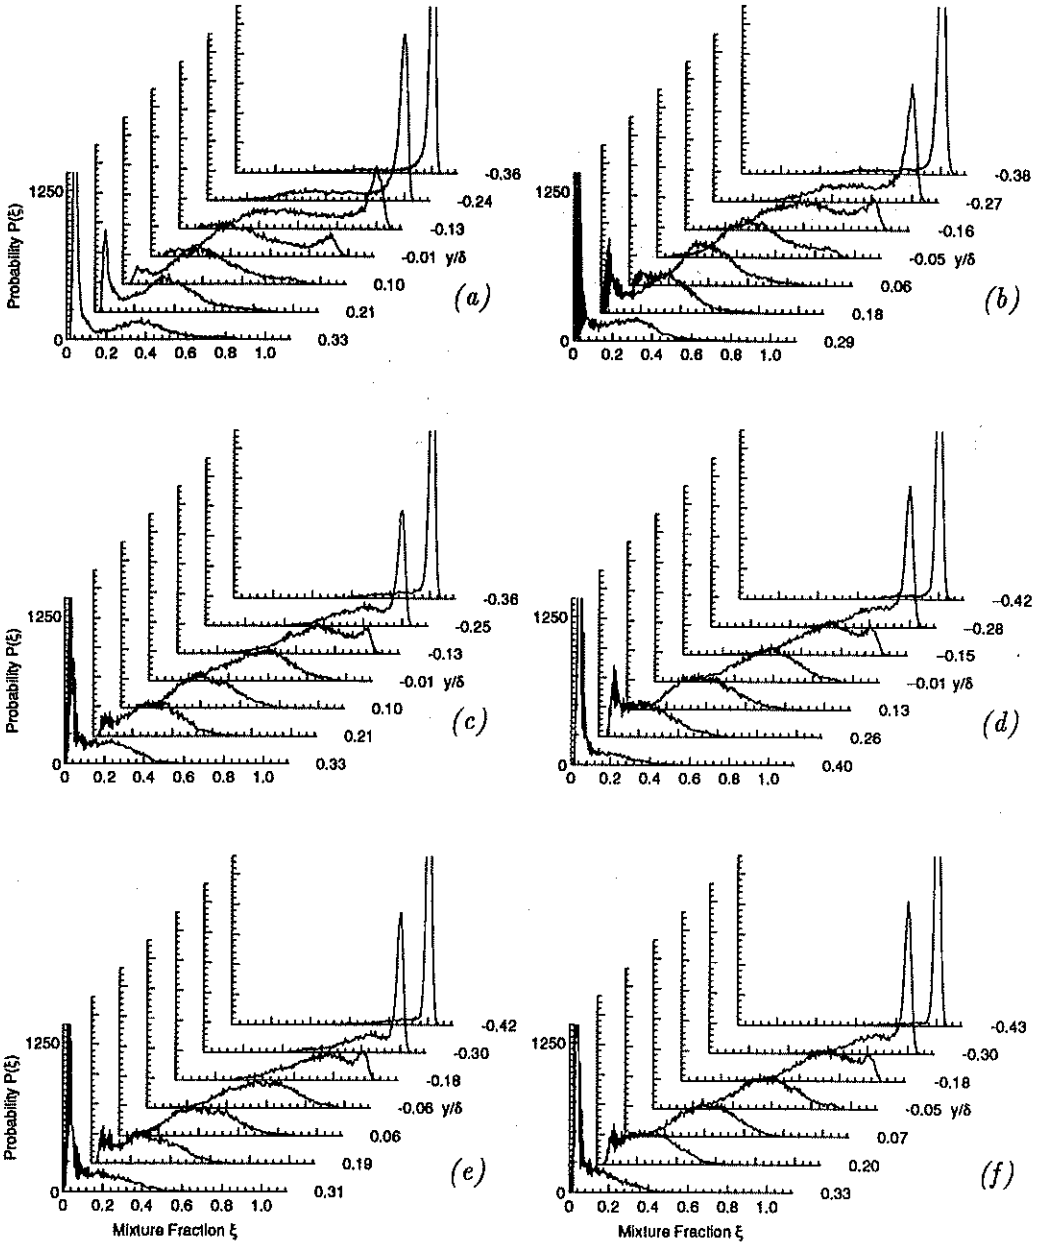 -0.36
-0.24
-0.13
-0.01 y/δ
0.10
0.21
0.33
1250
0
Probability P(ξ)
0 0.2 0.4 0.6 0.8 1.0
(a)
-0.38
-0.27
-0.16
-0.05 y/δ
0.06
0.18
0.29
1250
0
0 0.2 0.4 0.6 0.8 1.0
(b)
-0.36
-0.25
-0.13
-0.01 y/δ
0.10
0.21
0.33
1250
0
Probability P(ξ)
0 0.2 0.4 0.6 0.8 1.0
(c)
-0.42
-0.28
-0.15
-0.01 y/δ
0.13
0.26
0.40
1250
0
0 0.2 0.4 0.6 0.8 1.0
(d)
-0.42
-0.30
-0.18
-0.06 y/δ
0.06
0.19
0.31
1250
0
Probability P(ξ)
0 0.2 0.4 0.6 0.8 1.0
Mixture Fraction ξ
(e)
-0.43
-0.30
-0.18
-0.05 y/δ
0.07
0.20
0.33
1250
0
0 0.2 0.4 0.6 0.8 1.0
Mixture Fraction ξ
(f)